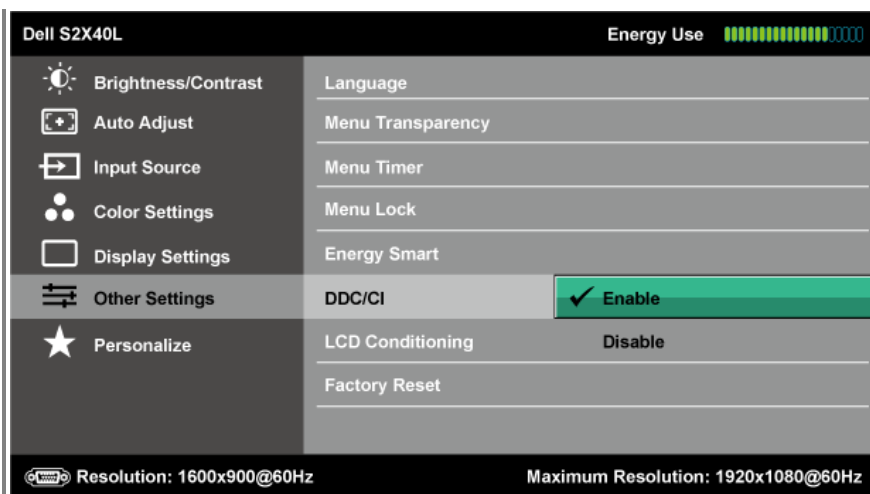 Dell S2X40L Energy Use
Brightness/Contrast Language
Auto Adjust Menu Transparency
Input Source Menu Timer
Color Settings Menu Lock
Display Settings Energy Smart
Other Settings DDC/CI Enable
Personalize LCD Conditioning Disable
Factory Reset
Resolution: 1600x900@60Hz Maximum Resolution: 1920x1080@60Hz